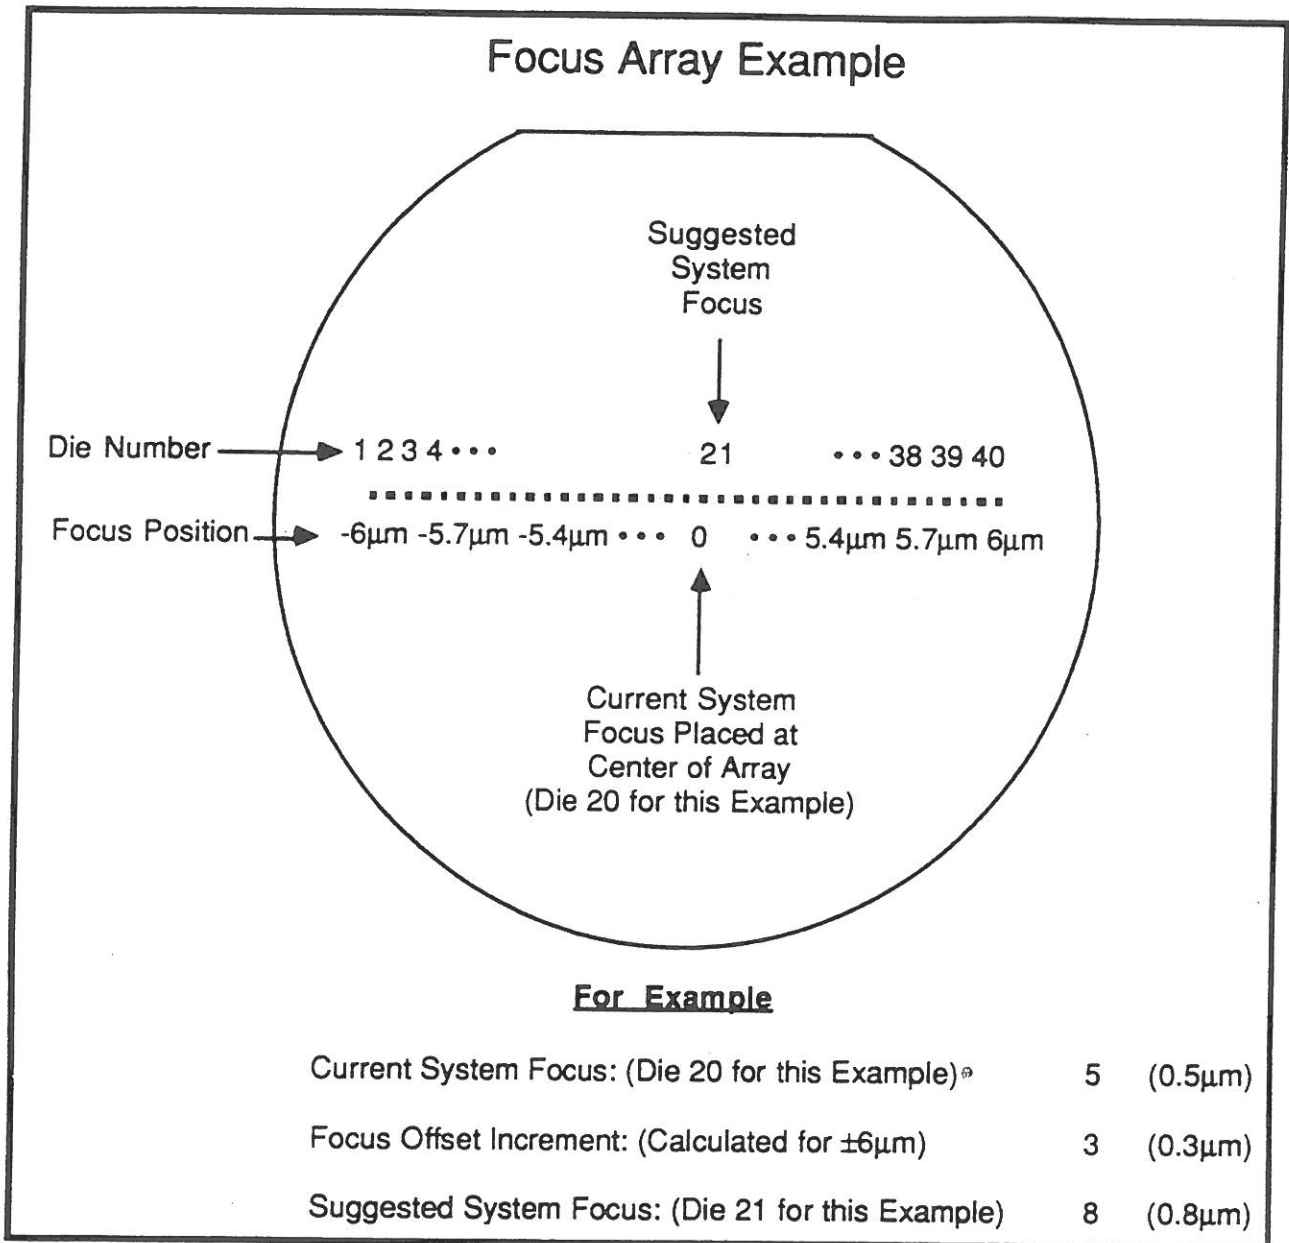 Focus Array Example
Suggested
System
Focus
Die Number
1 2 3 4 • • •
21
• • • 38 39 40
Focus Position
-6µm -5.7µm -5.4µm • • • 0 • • • 5.4µm 5.7µm 6µm
Current System
Focus Placed at
Center of Array
(Die 20 for this Example)
For Example
Current System Focus: (Die 20 for this Example) 5 (0.5µm)
Focus Offset Increment: (Calculated for ±6µm) 3 (0.3µm)
Suggested System Focus: (Die 21 for this Example) 8 (0.8µm)